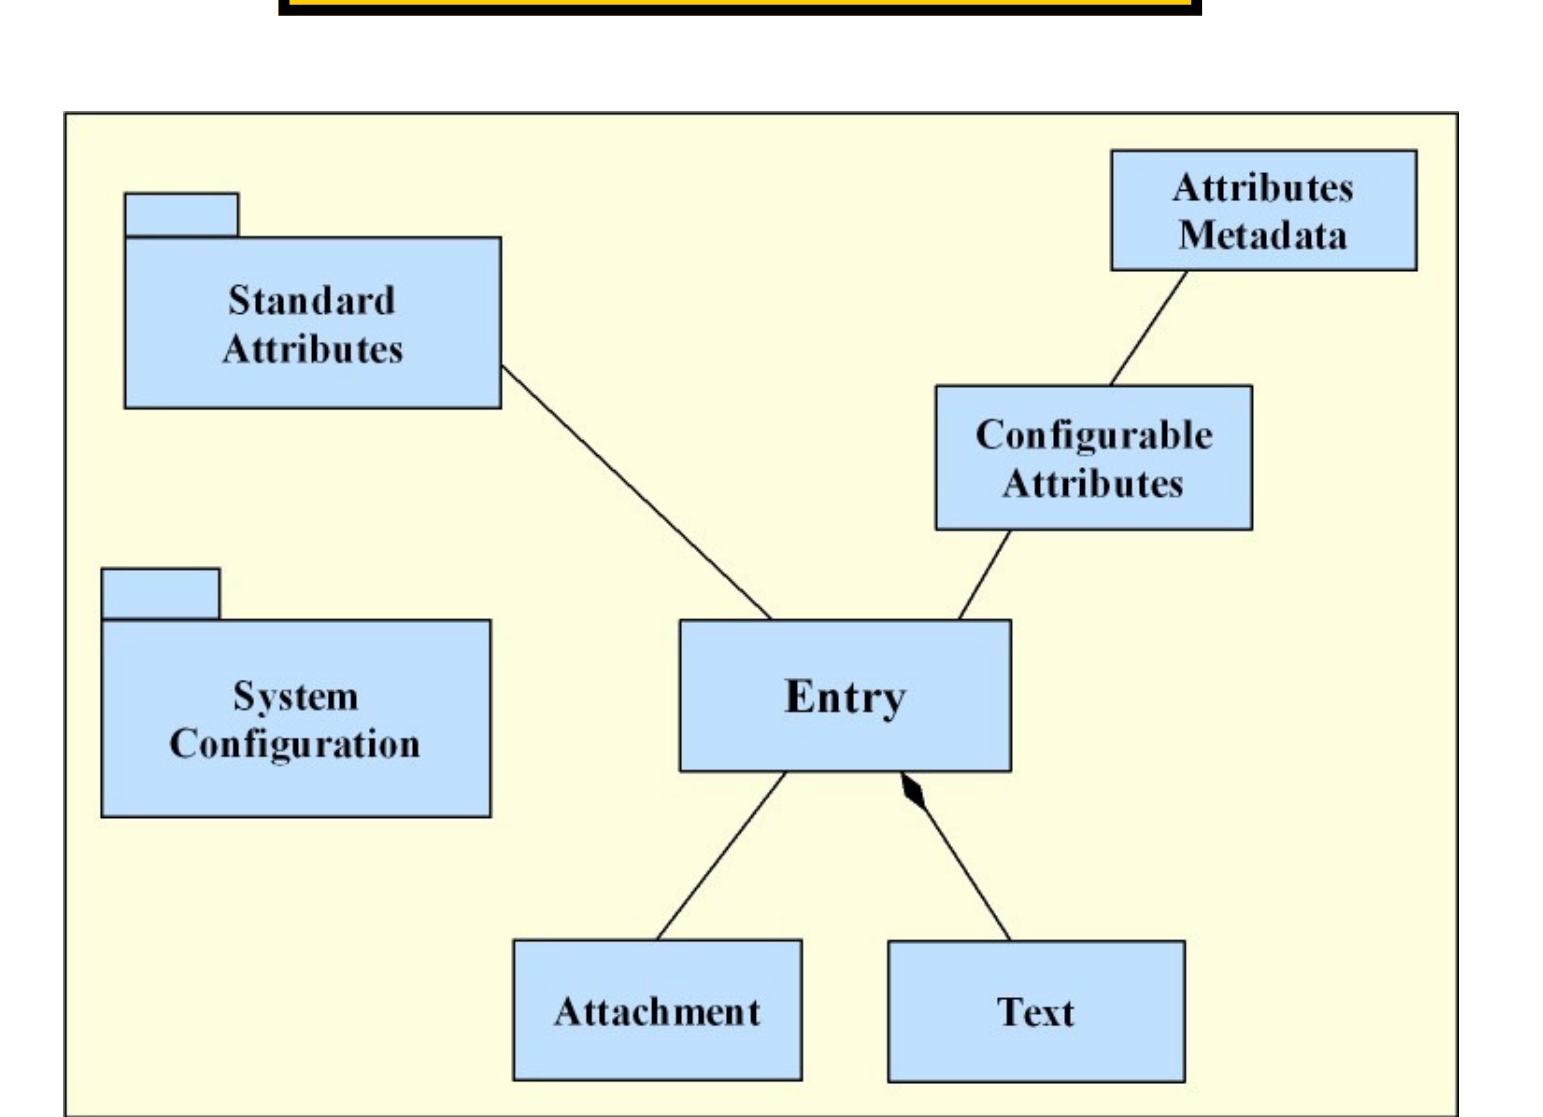 Attributes
Metadata
Standard
Attributes
Configurable
Attributes
System
Configuration
Entry
Attachment
Text